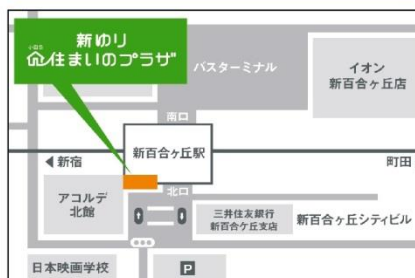 新ゆり
住まいのプラザ
バスターミナル
イオン
新百合ヶ丘店
南口
新百合ヶ丘駅
新宿
町田
北口
アコルデ
北館
三井住友銀行
新百合ケ丘支店
新百合ヶ丘シティビル
日本映画学校
P